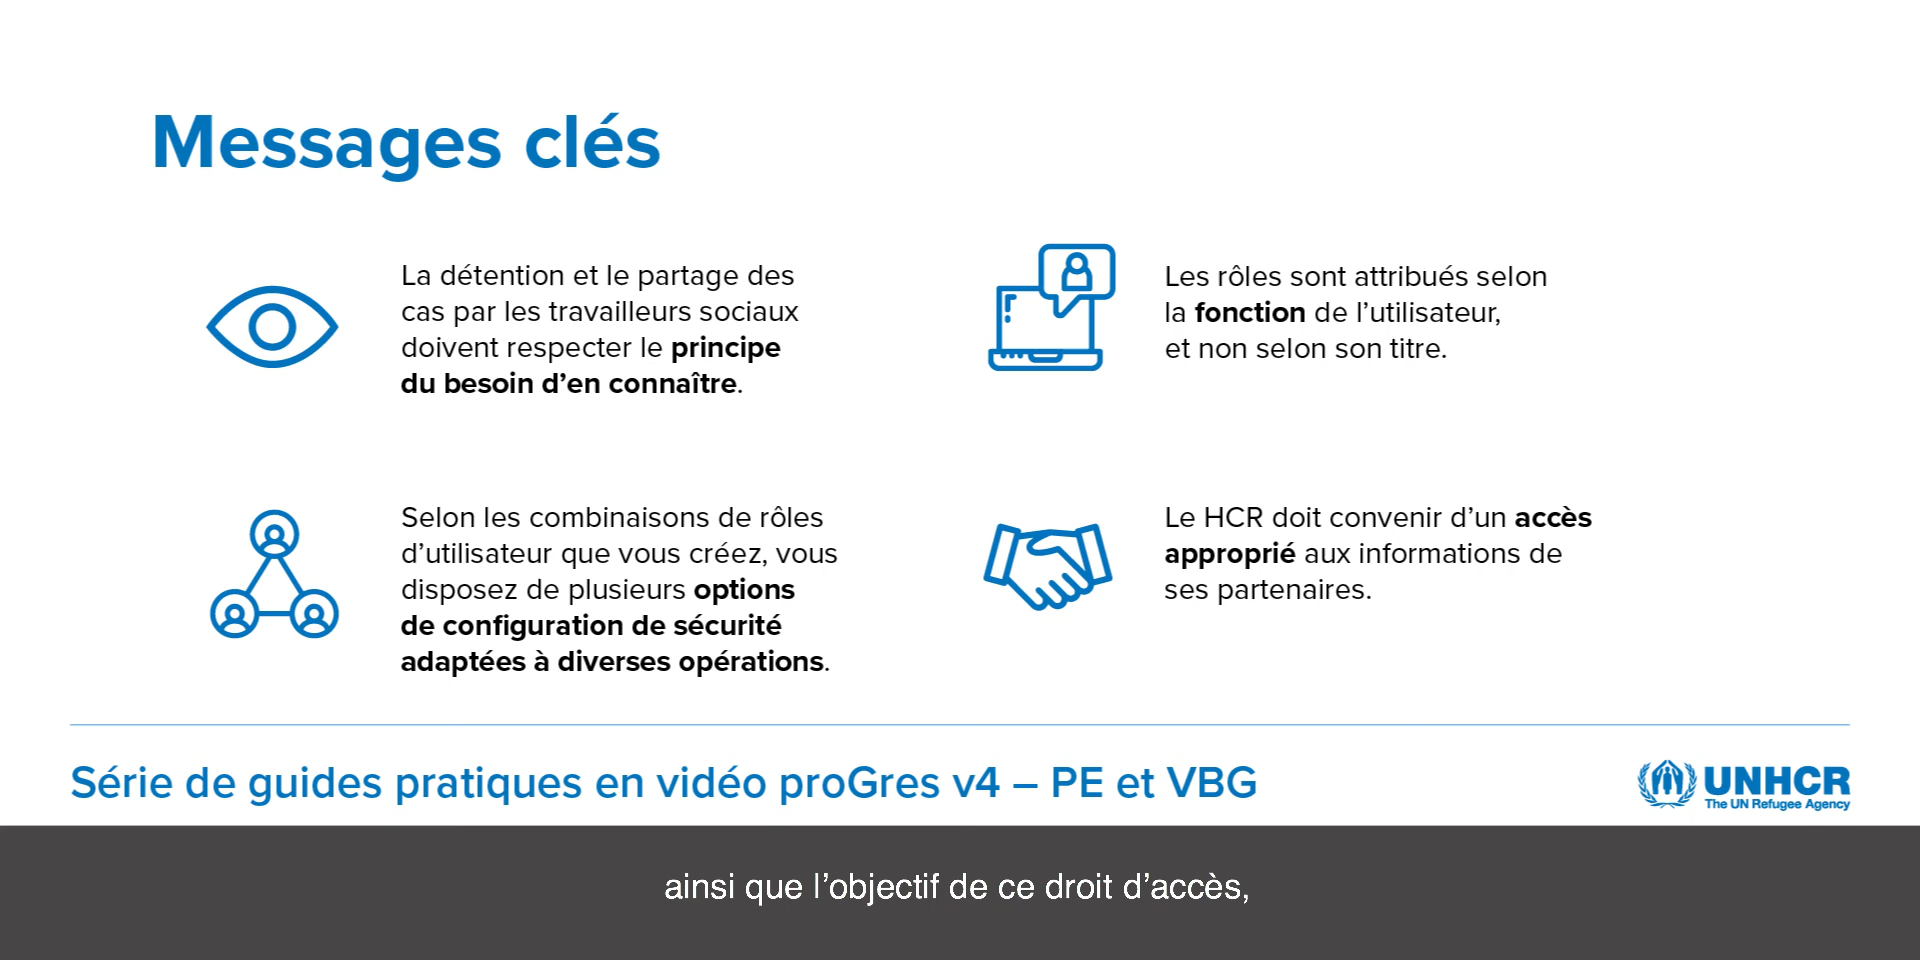 Messages clés
La détention et le partage des
cas par les travailleurs sociaux
doivent respecter le principe
du besoin d’en connaître.
Les rôles sont attribués selon
la fonction de l’utilisateur,
et non selon son titre.
Selon les combinaisons de rôles
d’utilisateur que vous créez, vous
disposez de plusieurs options
de configuration de sécurité
adaptées à diverses opérations.
Le HCR doit convenir d’un accès
approprié aux informations de
ses partenaires.
Série de guides pratiques en vidéo proGres v4 – PE et VBG
UNHCR
The UN Refugee Agency
ainsi que l’objectif de ce droit d’accès,